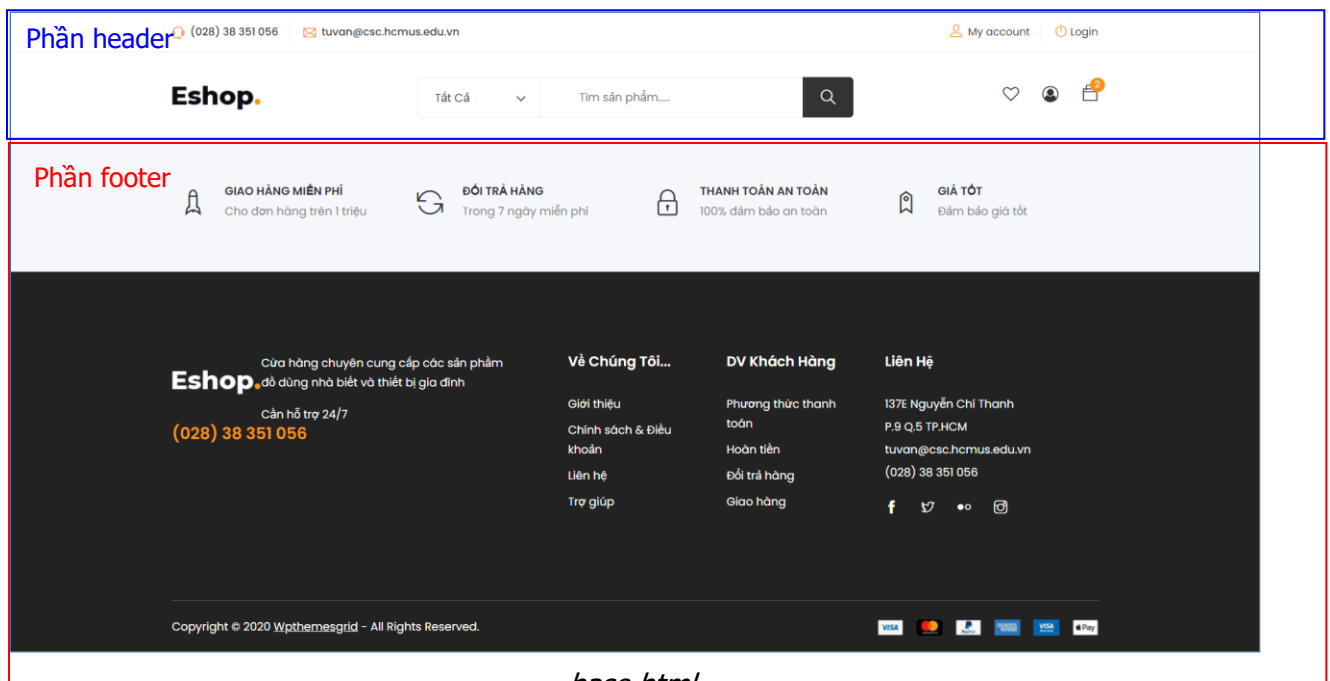 Phần header
(028) 38 351 056 tuvan@csc.hcmus.edu.vn My account Login
Eshop. Tất Cả Tìm sản phẩm..... 2
Phần footer
GIAO HÀNG MIỄN PHÍ ĐỔI TRẢ HÀNG THANH TOÁN AN TOÀN GIÁ TỐT
Cho đơn hàng trên 1 triệu Trong 7 ngày miễn phí 100% đảm bảo an toàn Đảm bảo giá tốt
Eshop.
Cửa hàng chuyên cung cấp các sản phẩm
đồ dùng nhà biết và thiết bị gia đình
Cần hỗ trợ 24/7
(028) 38 351 056
Về Chúng Tôi...
Giới thiệu
Chính sách & Điều
khoản
Liên hệ
Trợ giúp
DV Khách Hàng
Phương thức thanh
toán
Hoàn tiền
Đổi trả hàng
Giao hàng
Liên Hệ
137E Nguyễn Chí Thanh
P.9 Q.5 TP.HCM
tuvan@csc.hcmus.edu.vn
(028) 38 351 056
Copyright © 2020 Wpthemesgrid - All Rights Reserved. VISA PayPal VISA Pay
base.html